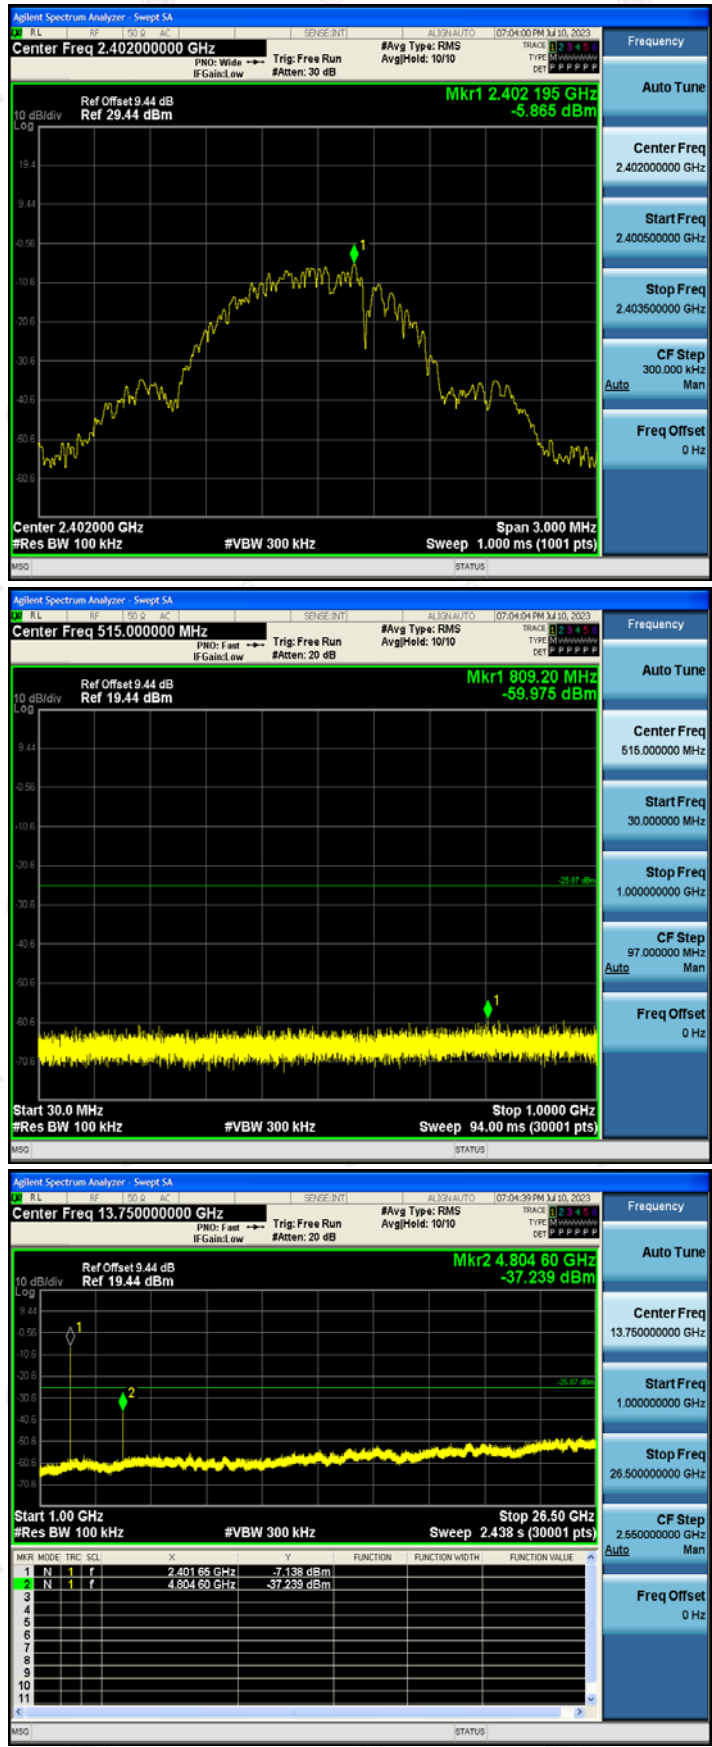 Agilent Spectrum Analyzer - Swept SA
RL RF 50 Ω AC SENSE:INT ALIGNAUTO 07:04:00 PM Jul 10, 2023
Center Freq 2.402000000 GHz
PNO: Wide
IFGain:Low
Trig: Free Run
#Atten: 30 dB
#Avg Type: RMS
Avg|Hold: 10/10
TRACE 1 2 3 4 5 6
TYPE M
DET P P P P P P
Frequency
Auto Tune
Center Freq
2.402000000 GHz
Start Freq
2.400500000 GHz
Stop Freq
2.403500000 GHz
CF Step
300.000 kHz
Auto Man
Freq Offset
0 Hz
Mkr1 2.402 195 GHz
-5.865 dBm
Ref Offset 9.44 dB
10 dB/div Ref 29.44 dBm
Log
19.4
9.44
-0.56
-10.6
-20.6
-30.6
-40.6
-50.6
-60.6
1
Center 2.402000 GHz Span 3.000 MHz
#Res BW 100 kHz #VBW 300 kHz Sweep 1.000 ms (1001 pts)
MSG STATUS
Agilent Spectrum Analyzer - Swept SA
RL RF 50 Ω AC SENSE:INT ALIGNAUTO 07:04:04 PM Jul 10, 2023
Center Freq 515.000000 MHz
PNO: Fast
IFGain:Low
Trig: Free Run
#Atten: 20 dB
#Avg Type: RMS
Avg|Hold: 10/10
TRACE 1 2 3 4 5 6
TYPE M
DET P P P P P P
Frequency
Auto Tune
Center Freq
515.000000 MHz
Start Freq
30.000000 MHz
Stop Freq
1.000000000 GHz
CF Step
97.000000 MHz
Auto Man
Freq Offset
0 Hz
Mkr1 809.20 MHz
-59.975 dBm
Ref Offset 9.44 dB
10 dB/div Ref 19.44 dBm
Log
9.44
-0.56
-10.6
-20.6
-25.87 dBm
-30.6
-40.6
-50.6
-60.6
-70.6
1
Start 30.0 MHz Stop 1.0000 GHz
#Res BW 100 kHz #VBW 300 kHz Sweep 94.00 ms (30001 pts)
MSG STATUS
Agilent Spectrum Analyzer - Swept SA
RL RF 50 Ω AC SENSE:INT ALIGNAUTO 07:04:39 PM Jul 10, 2023
Center Freq 13.750000000 GHz
PNO: Fast
IFGain:Low
Trig: Free Run
#Atten: 20 dB
#Avg Type: RMS
Avg|Hold: 10/10
TRACE 1 2 3 4 5 6
TYPE M
DET P P P P P P
Frequency
Auto Tune
Center Freq
13.750000000 GHz
Start Freq
1.000000000 GHz
Stop Freq
26.500000000 GHz
CF Step
2.550000000 GHz
Auto Man
Freq Offset
0 Hz
Mkr2 4.804 60 GHz
-37.239 dBm
Ref Offset 9.44 dB
10 dB/div Ref 19.44 dBm
Log
9.44
-0.56
-10.6
-20.6
-25.87 dBm
-30.6
-40.6
-50.6
-60.6
-70.6
1
2
Start 1.00 GHz Stop 26.50 GHz
#Res BW 100 kHz #VBW 300 kHz Sweep 2.438 s (30001 pts)
MKR MODE TRC SCL X Y FUNCTION FUNCTION WIDTH FUNCTION VALUE
1 N 1 f 2.401 65 GHz -7.138 dBm
2 N 1 f 4.804 60 GHz -37.239 dBm
3
4
5
6
7
8
9
10
11
MSG STATUS